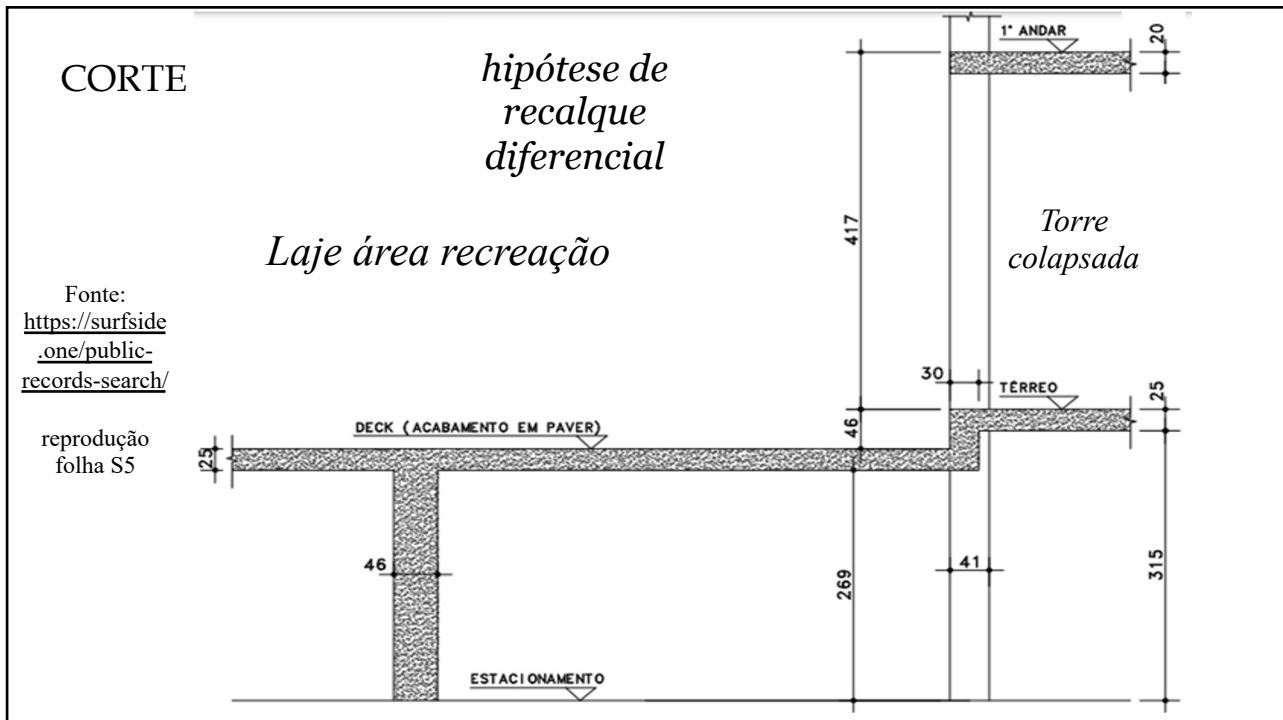 CORTE
hipótese de
recalque
diferencial
Laje área recreação
Torre
colapsada
Fonte:
https://surfside
.one/public-
records-search/
reprodução
folha S5
1° ANDAR
20
417
30
TÉRREO
25
46
DECK (ACABAMENTO EM PAVER)
25
46
269
41
315
ESTACIONAMENTO